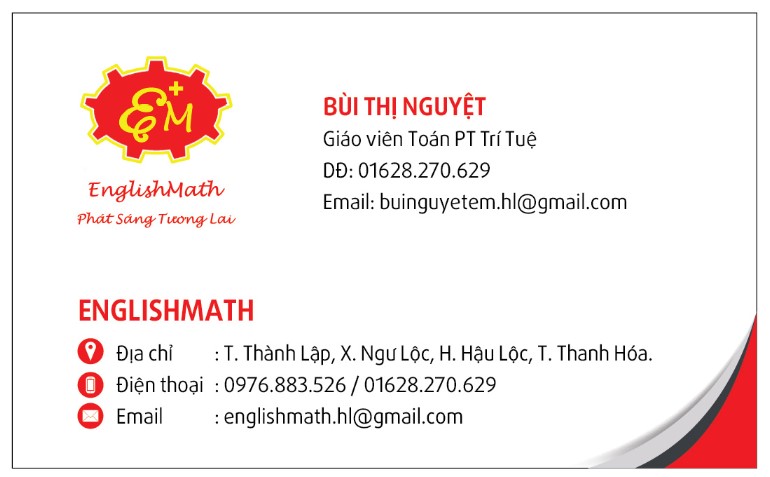 E+M
EnglishMath
Phát Sáng Tương Lai
BÙI THỊ NGUYỆT
Giáo viên Toán PT Trí Tuệ
DĐ: 01628.270.629
Email: buinguyetem.hl@gmail.com
ENGLISHMATH
Địa chỉ : T. Thành Lập, X. Ngư Lộc, H. Hậu Lộc, T. Thanh Hóa.
Điện thoại : 0976.883.526 / 01628.270.629
Email : englishmath.hl@gmail.com